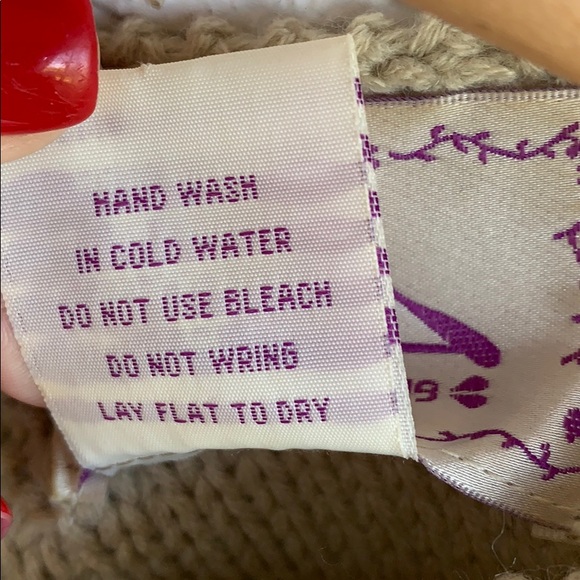 HAND WASH
IN COLD WATER
DO NOT USE BLEACH
DO NOT WRING
LAY FLAT TO DRY